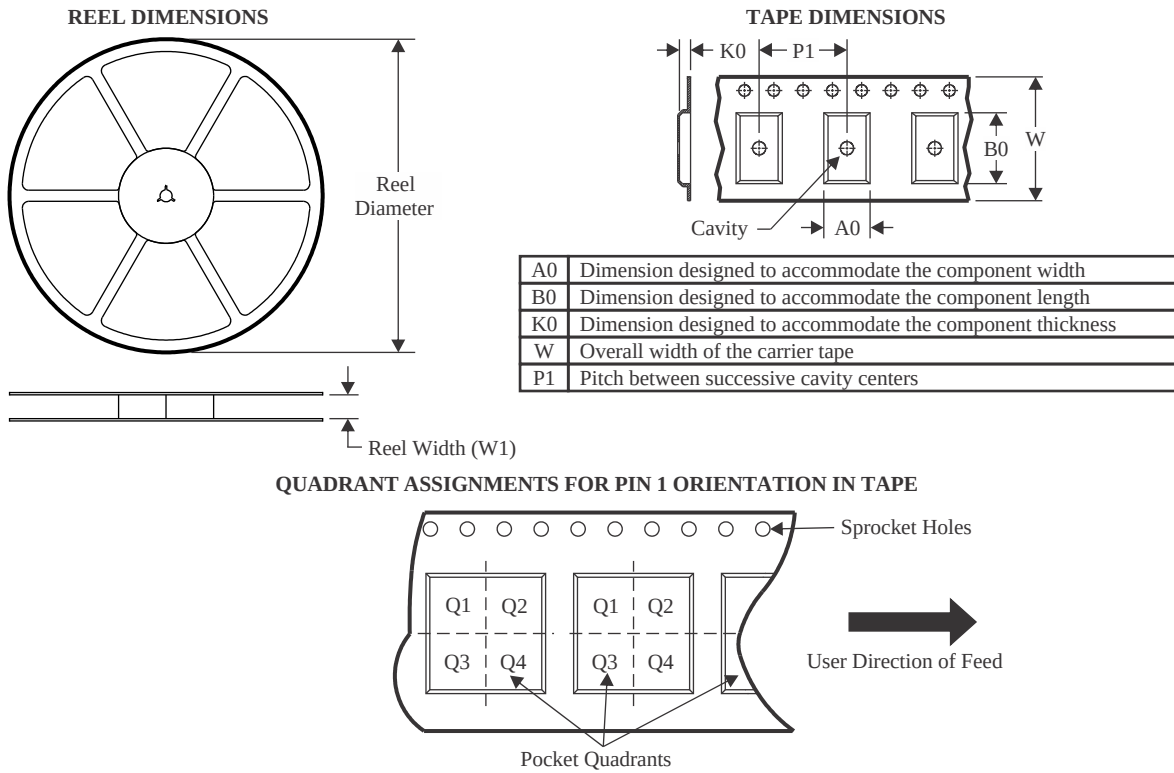 REEL DIMENSIONS
Reel
Diameter
Reel Width (W1)
TAPE DIMENSIONS
K0 P1
B0 W
Cavity
A0
A0 Dimension designed to accommodate the component width
B0 Dimension designed to accommodate the component length
K0 Dimension designed to accommodate the component thickness
W Overall width of the carrier tape
P1 Pitch between successive cavity centers
QUADRANT ASSIGNMENTS FOR PIN 1 ORIENTATION IN TAPE
Sprocket Holes
Q1 Q2 Q1 Q2
Q3 Q4 Q3 Q4
User Direction of Feed
Pocket Quadrants